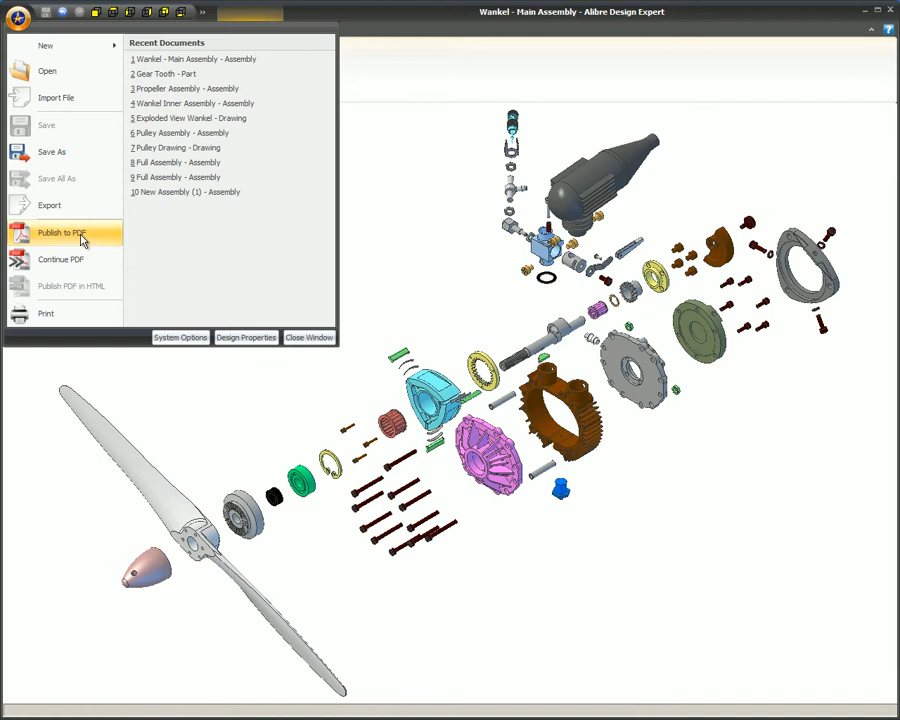 Wankel - Main Assembly - Alibre Design Expert
New
Open
Import File
Save
Save As
Save All As
Export
Publish to PDF
Continue PDF
Publish PDF in HTML
Print
Recent Documents
1 Wankel - Main Assembly - Assembly
2 Gear Tooth - Part
3 Propeller Assembly - Assembly
4 Wankel Inner Assembly - Assembly
5 Exploded View Wankel - Drawing
6 Pulley Assembly - Assembly
7 Pulley Drawing - Drawing
8 Full Assembly - Assembly
9 Full Assembly - Assembly
10 New Assembly (1) - Assembly
System Options
Design Properties
Close Window